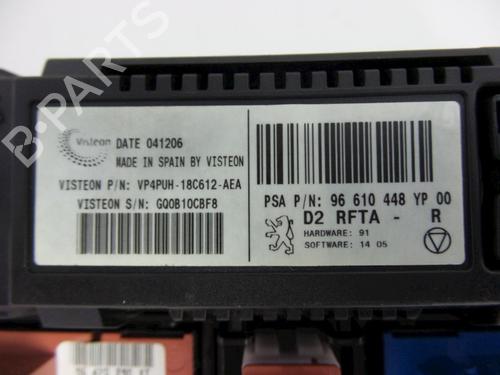 B-PARTS
Visteon
DATE 041206
MADE IN SPAIN BY VISTEON
VISTEON P/N: VP4PUH-18C612-AEA
VISTEON S/N: GQ0B10CBF8
PSA P/N: 96 610 448 YP 00
D2 RFTA - R
HARDWARE: 91
SOFTWARE: 14 05